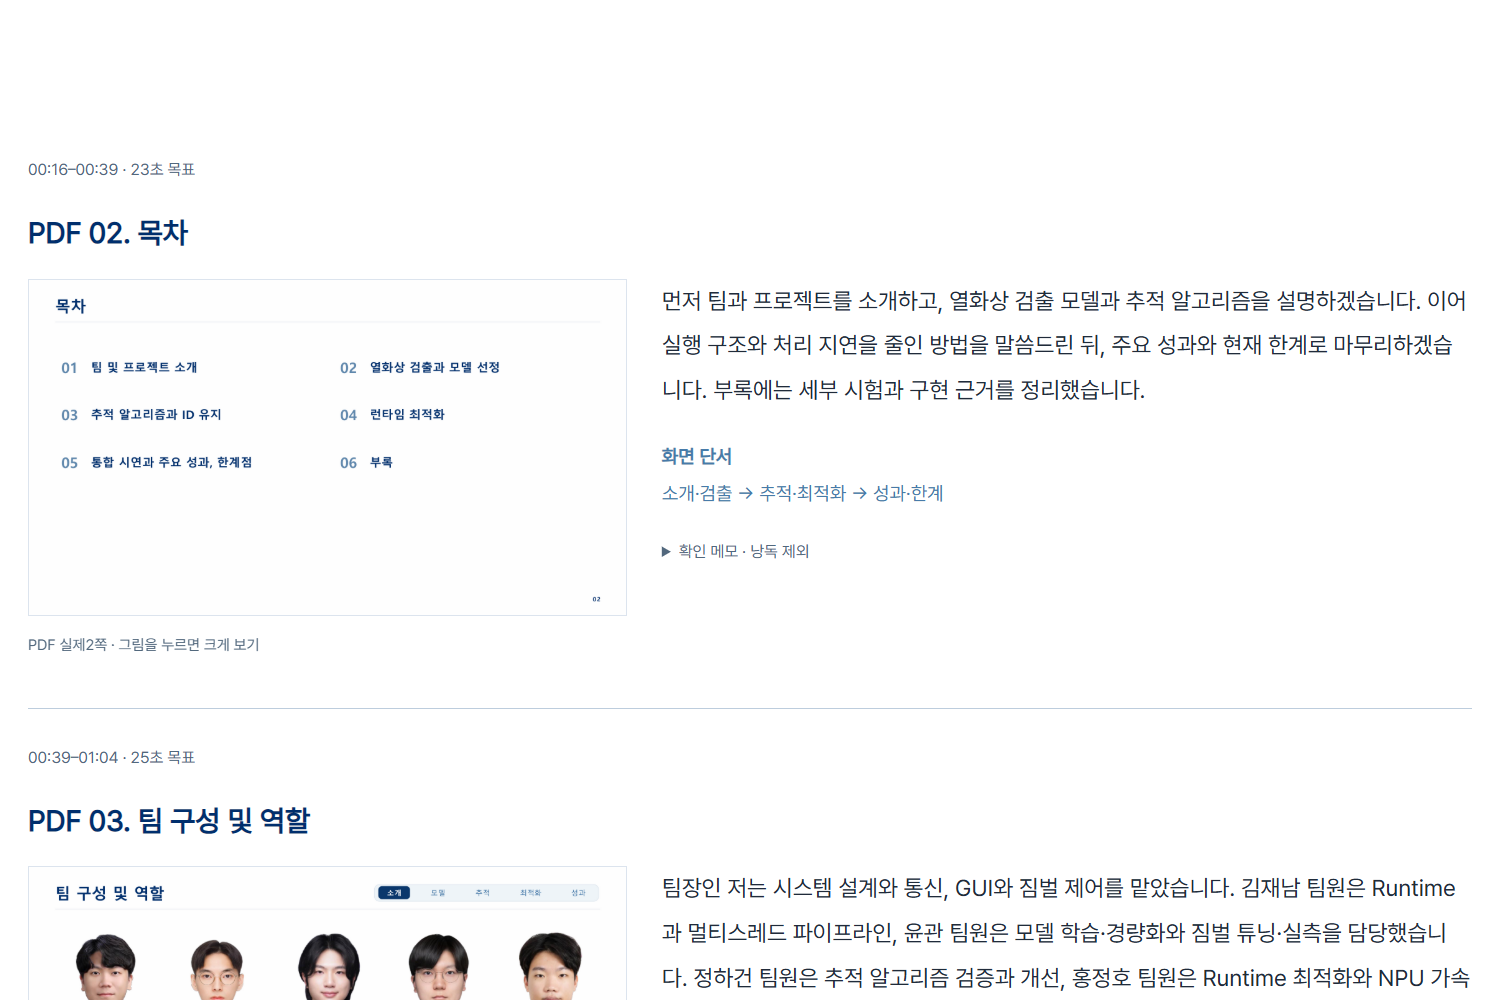 00:16–00:39 · 23초 목표
PDF 02. 목차
목차
01 팀 및 프로젝트 소개
02 열화상 검출과 모델 선정
03 추적 알고리즘과 ID 유지
04 런타임 최적화
05 통합 시연과 주요 성과, 한계점
06 부록
02
PDF 실제2쪽 · 그림을 누르면 크게 보기
먼저 팀과 프로젝트를 소개하고, 열화상 검출 모델과 추적 알고리즘을 설명하겠습니다. 이어
실행 구조와 처리 지연을 줄인 방법을 말씀드린 뒤, 주요 성과와 현재 한계로 마무리하겠습
니다. 부록에는 세부 시험과 구현 근거를 정리했습니다.
화면 단서
소개·검출 → 추적·최적화 → 성과·한계
▶ 확인 메모 · 낭독 제외
00:39–01:04 · 25초 목표
PDF 03. 팀 구성 및 역할
팀 구성 및 역할
소개 모델 추적 최적화 성과
팀장인 저는 시스템 설계와 통신, GUI와 짐벌 제어를 맡았습니다. 김재남 팀원은 Runtime
과 멀티스레드 파이프라인, 윤관 팀원은 모델 학습·경량화와 짐벌 튜닝·실측을 담당했습니
다. 정하건 팀원은 추적 알고리즘 검증과 개선, 홍정호 팀원은 Runtime 최적화와 NPU 가속